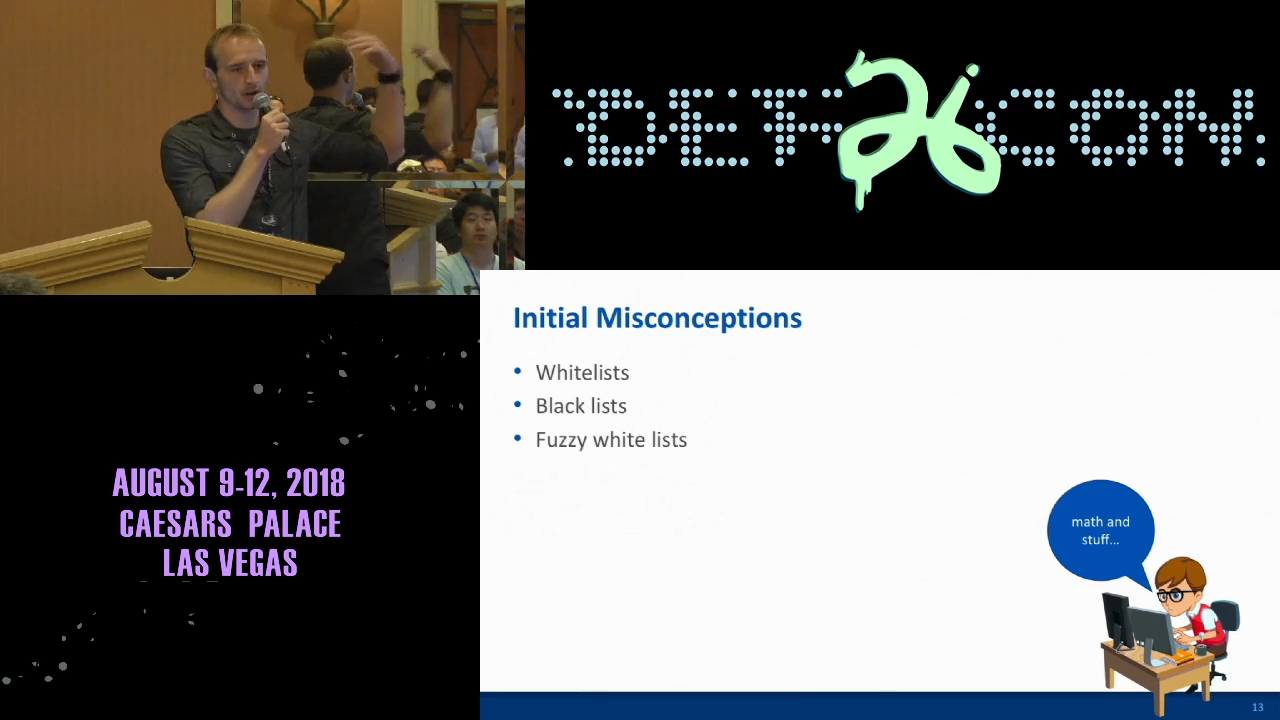 DEF 26 CON
Initial Misconceptions
• Whitelists
• Black lists
• Fuzzy white lists
AUGUST 9-12, 2018
CAESARS PALACE
LAS VEGAS
math and
stuff...
13